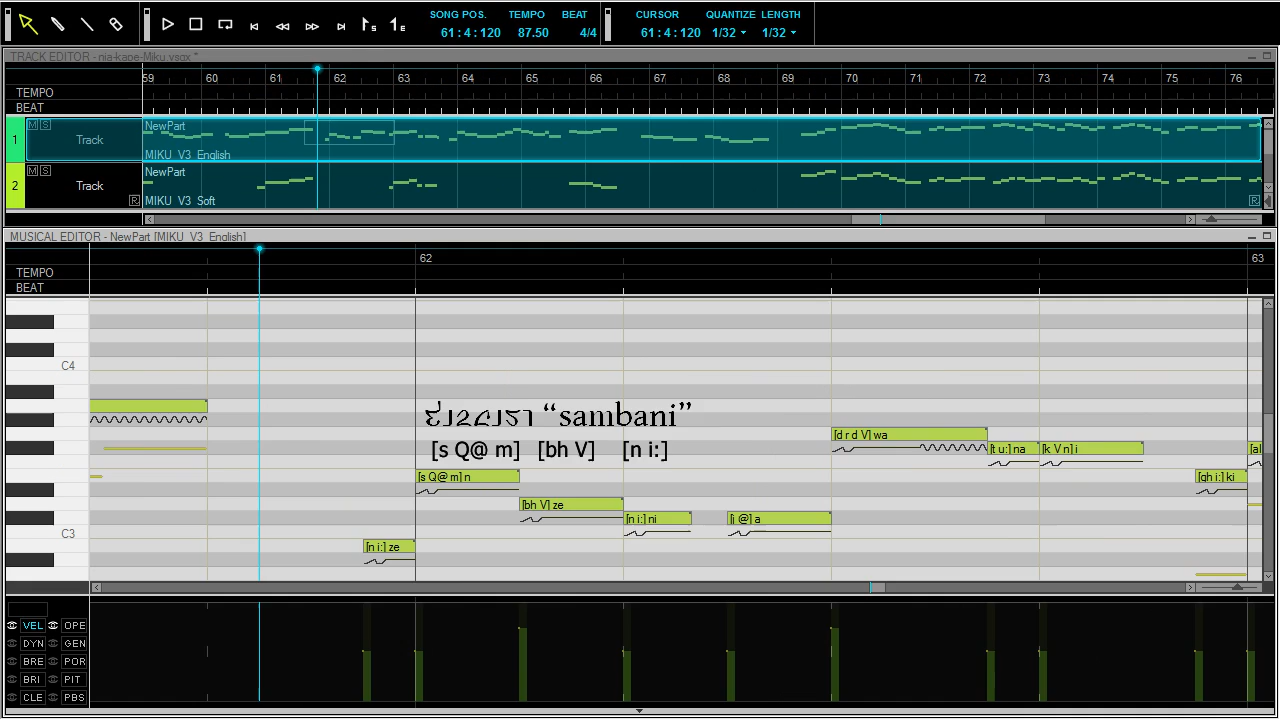 SONG POS. TEMPO BEAT CURSOR QUANTIZE LENGTH
61 : 4 : 120 87.50 4/4 61 : 4 : 120 1/32 1/32
TRACK EDITOR - nia-kape-Miku.vsqx *
59 60 61 62 63 64 65 66 67 68 69 70 71 72 73 74 75 76
TEMPO
BEAT
M S NewPart
1 Track
MIKU_V3_English
M S NewPart
2 Track
R MIKU_V3_Soft R
MUSICAL EDITOR - NewPart [MIKU_V3_English]
62 63
TEMPO
BEAT
C4
“sambani”
[s Q@ m] [bh V] [n i:]
[d r d V] wa
[t u:] na [k V n] i
[s Q@ m] n [gh i:] ki
[bh V] ze
[n i:] ni [j @] a
C3
[n i:] ze
VEL OPE
DYN GEN
BRE POR
BRI PIT
CLE PBS